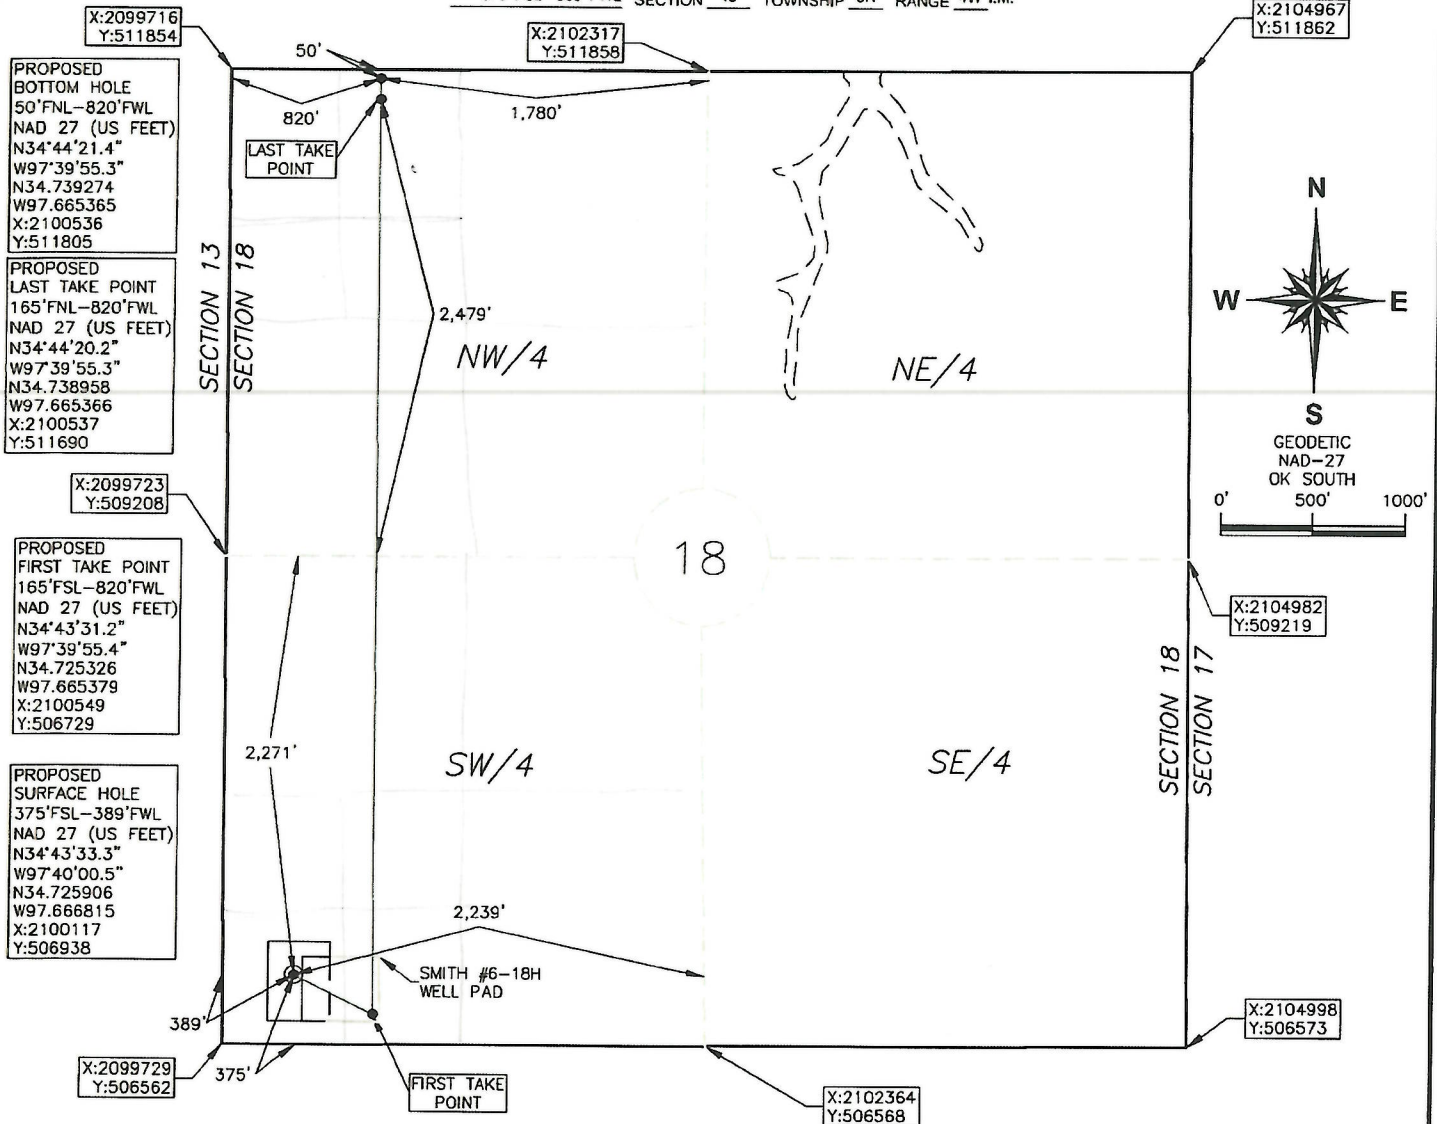 SECTION TOWNSHIP RANGE I.M.
X:2099716
Y:511854
50'
X:2102317
Y:511858
X:2104967
Y:511862
PROPOSED
BOTTOM HOLE
50'FNL-820'FWL
NAD 27 (US FEET)
N34°44'21.4"
W97°39'55.3"
N34.739274
W97.665365
X:2100536
Y:511805
820'
1,780'
LAST TAKE
POINT
PROPOSED
LAST TAKE POINT
165'FNL-820'FWL
NAD 27 (US FEET)
N34°44'20.2"
W97°39'55.3"
N34.738958
W97.665366
X:2100537
Y:511690
SECTION 13
SECTION 18
2,479'
NW/4
NE/4
N
W
E
S
GEODETIC
NAD-27
OK SOUTH
0' 500' 1000'
X:2099723
Y:509208
18
PROPOSED
FIRST TAKE POINT
165'FSL-820'FWL
NAD 27 (US FEET)
N34°43'31.2"
W97°39'55.4"
N34.725326
W97.665379
X:2100549
Y:506729
X:2104982
Y:509219
SECTION 18
SECTION 17
2,271'
SW/4
SE/4
PROPOSED
SURFACE HOLE
375'FSL-389'FWL
NAD 27 (US FEET)
N34°43'33.3"
W97°40'00.5"
N34.725906
W97.666815
X:2100117
Y:506938
2,239'
SMITH #6-18H
WELL PAD
389'
375'
X:2099729
Y:506562
FIRST TAKE
POINT
X:2102364
Y:506568
X:2104998
Y:506573